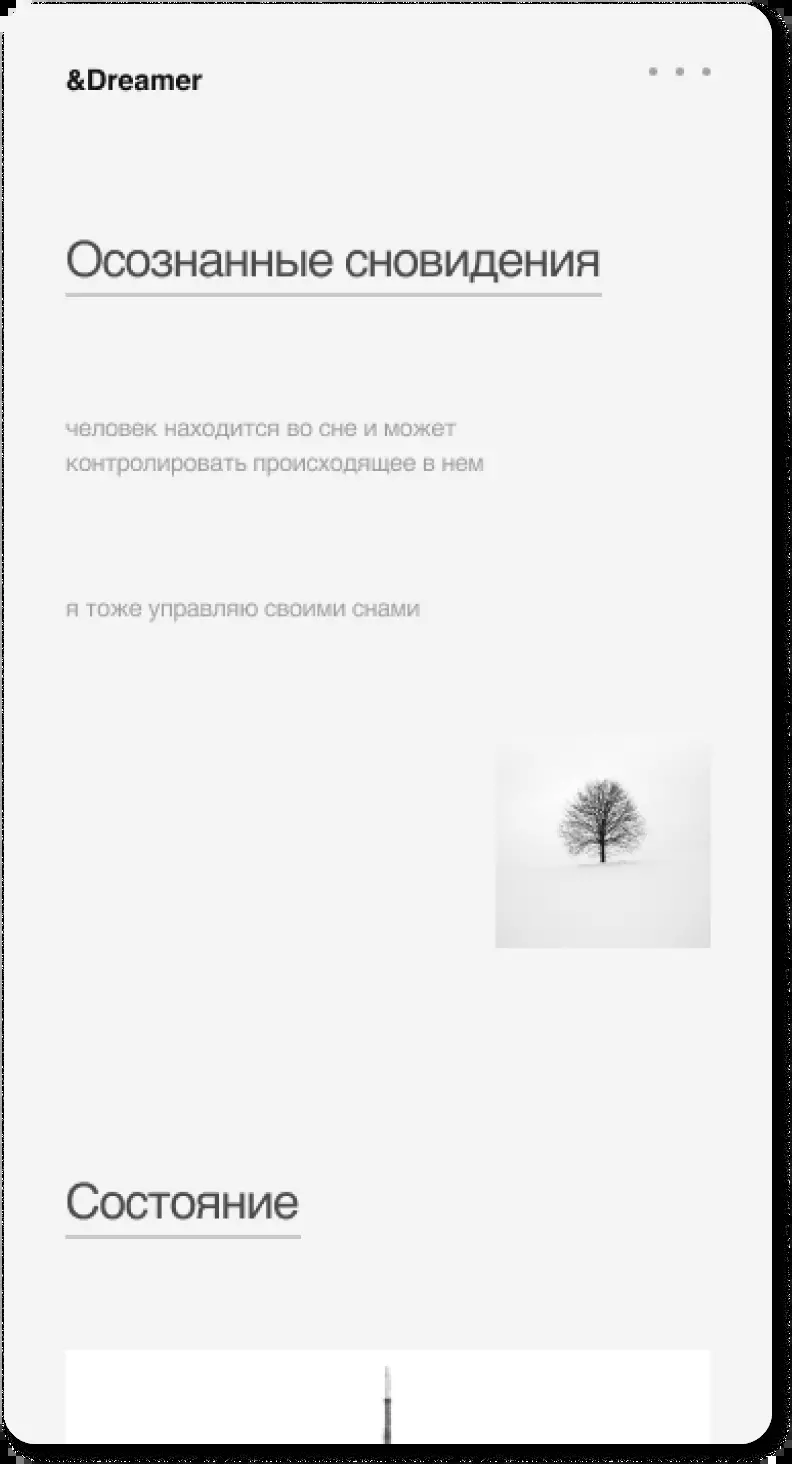 &Dreamer
Осознанные сновидения
человек находится во сне и может
контролировать происходящее в нем
я тоже управляю своими снами
Состояние